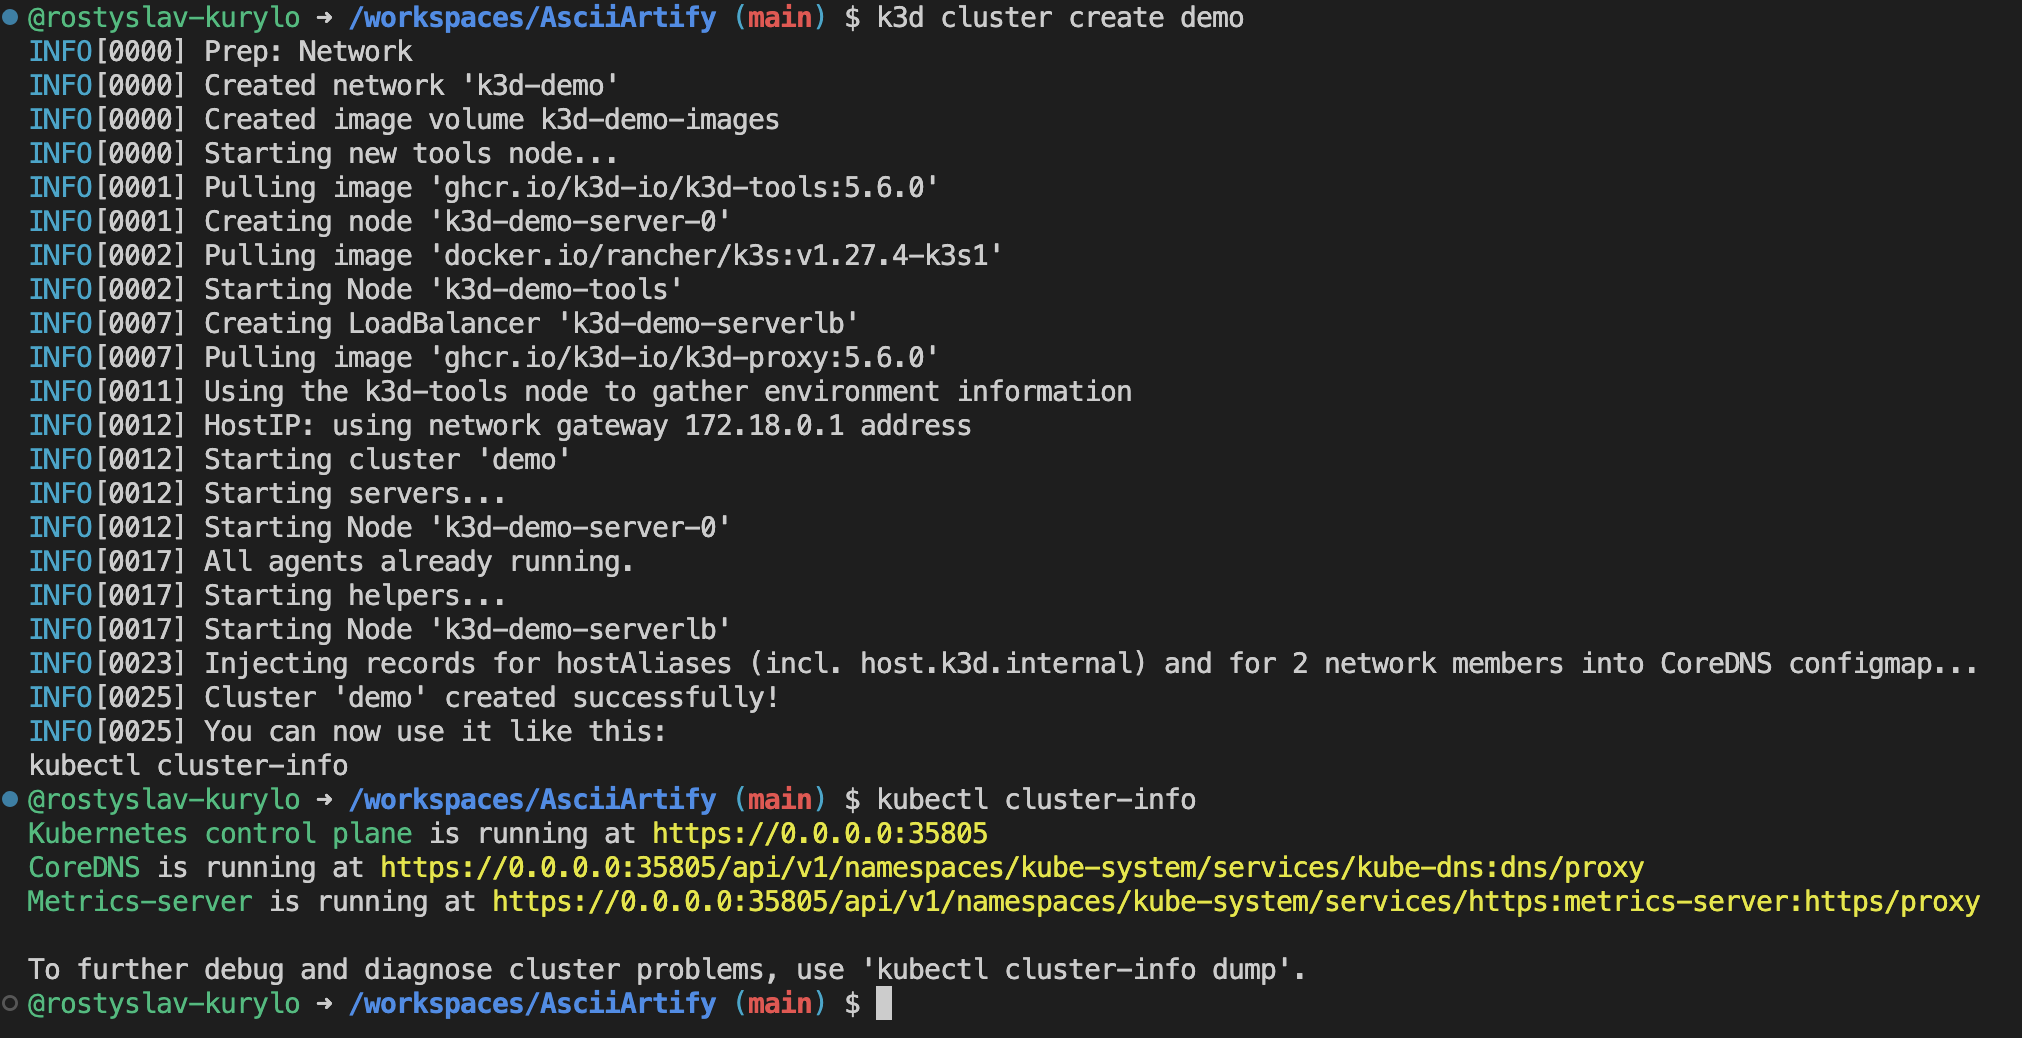 @rostyslav-kurylo → /workspaces/AsciiArtify (main) $ k3d cluster create demo
INFO[0000] Prep: Network
INFO[0000] Created network 'k3d-demo'
INFO[0000] Created image volume k3d-demo-images
INFO[0000] Starting new tools node...
INFO[0001] Pulling image 'ghcr.io/k3d-io/k3d-tools:5.6.0'
INFO[0001] Creating node 'k3d-demo-server-0'
INFO[0002] Pulling image 'docker.io/rancher/k3s:v1.27.4-k3s1'
INFO[0002] Starting Node 'k3d-demo-tools'
INFO[0007] Creating LoadBalancer 'k3d-demo-serverlb'
INFO[0007] Pulling image 'ghcr.io/k3d-io/k3d-proxy:5.6.0'
INFO[0011] Using the k3d-tools node to gather environment information
INFO[0012] HostIP: using network gateway 172.18.0.1 address
INFO[0012] Starting cluster 'demo'
INFO[0012] Starting servers...
INFO[0012] Starting Node 'k3d-demo-server-0'
INFO[0017] All agents already running.
INFO[0017] Starting helpers...
INFO[0017] Starting Node 'k3d-demo-serverlb'
INFO[0023] Injecting records for hostAliases (incl. host.k3d.internal) and for 2 network members into CoreDNS configmap...
INFO[0025] Cluster 'demo' created successfully!
INFO[0025] You can now use it like this:
kubectl cluster-info
@rostyslav-kurylo → /workspaces/AsciiArtify (main) $ kubectl cluster-info
Kubernetes control plane is running at https://0.0.0.0:35805
CoreDNS is running at https://0.0.0.0:35805/api/v1/namespaces/kube-system/services/kube-dns:dns/proxy
Metrics-server is running at https://0.0.0.0:35805/api/v1/namespaces/kube-system/services/https:metrics-server:https/proxy
To further debug and diagnose cluster problems, use 'kubectl cluster-info dump'.
@rostyslav-kurylo → /workspaces/AsciiArtify (main) $